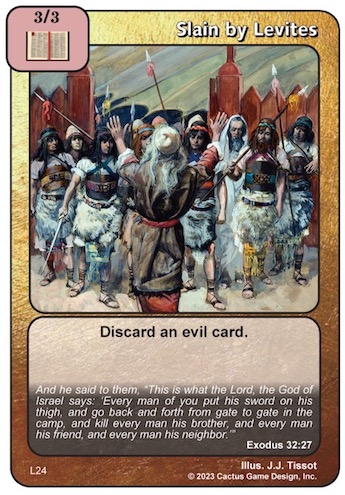 3/3
Slain by Levites
Discard an evil card.
And he said to them, “This is what the Lord, the God of
Israel says: ‘Every man of you put his sword on his
thigh, and go back and forth from gate to gate in the
camp, and kill every man his brother, and every man
his friend, and every man his neighbor.’”
Exodus 32:27
Illus. J.J. Tissot
L24
© 2023 Cactus Game Design, Inc.